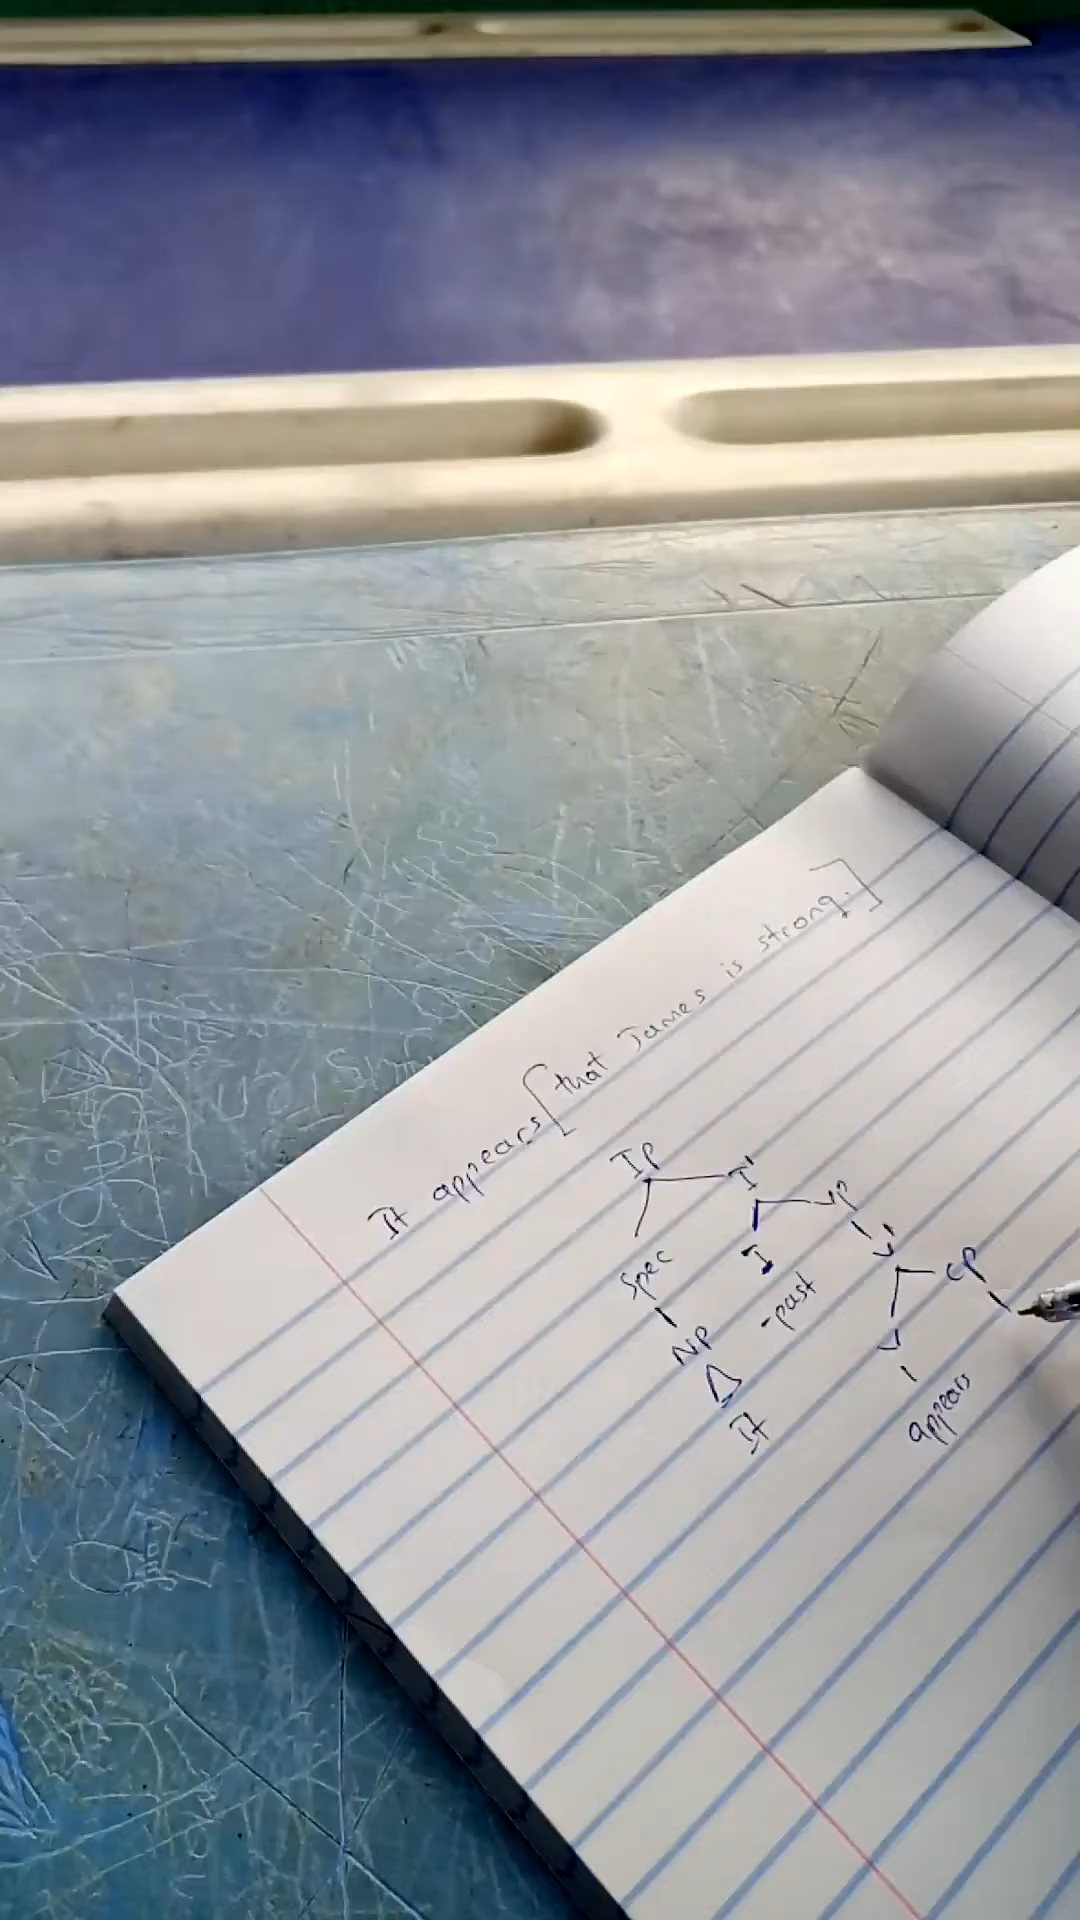 It appears [that James is strong.]
IP
I'
Spec
I
VP
NP
-past
V'
It
V
CP
appears